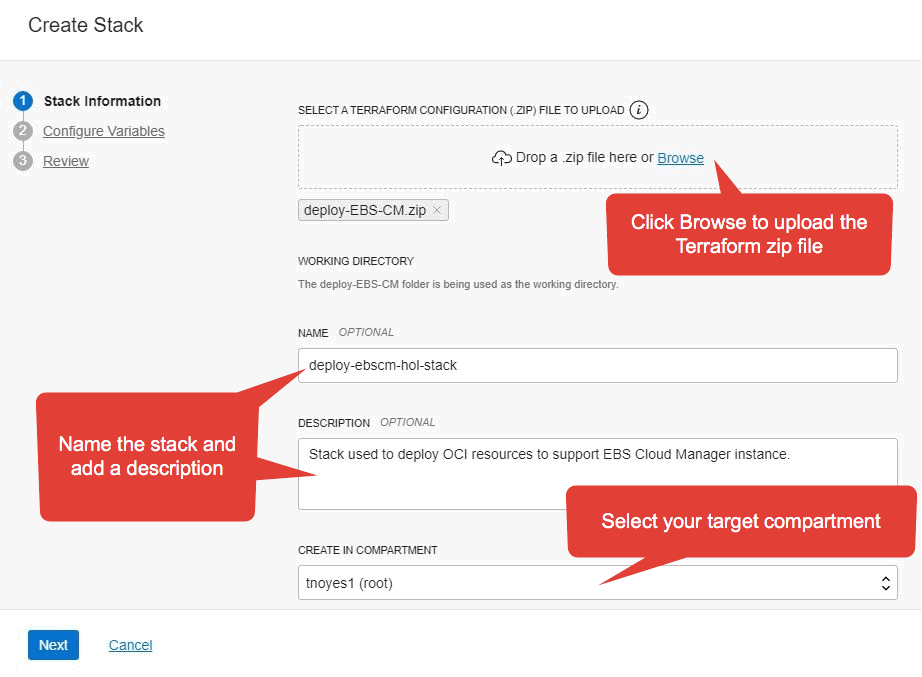 Create Stack
1 Stack Information
2 Configure Variables
3 Review
SELECT A TERRAFORM CONFIGURATION (.ZIP) FILE TO UPLOAD i
Drop a .zip file here or Browse
deploy-EBS-CM.zip ×
Click Browse to upload the
Terraform zip file
WORKING DIRECTORY
The deploy-EBS-CM folder is being used as the working directory.
NAME OPTIONAL
deploy-ebscm-hol-stack
Name the stack and
add a description
DESCRIPTION OPTIONAL
Stack used to deploy OCI resources to support EBS Cloud Manager instance.
Select your target compartment
CREATE IN COMPARTMENT
tnoyes1 (root)
Next Cancel